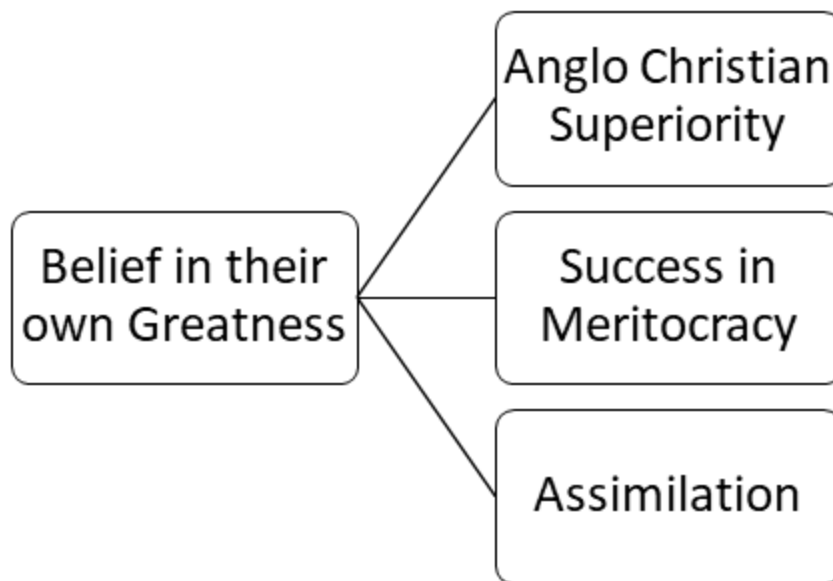 Anglo Christian
Superiority
Belief in their
own Greatness
Success in
Meritocracy
Assimilation